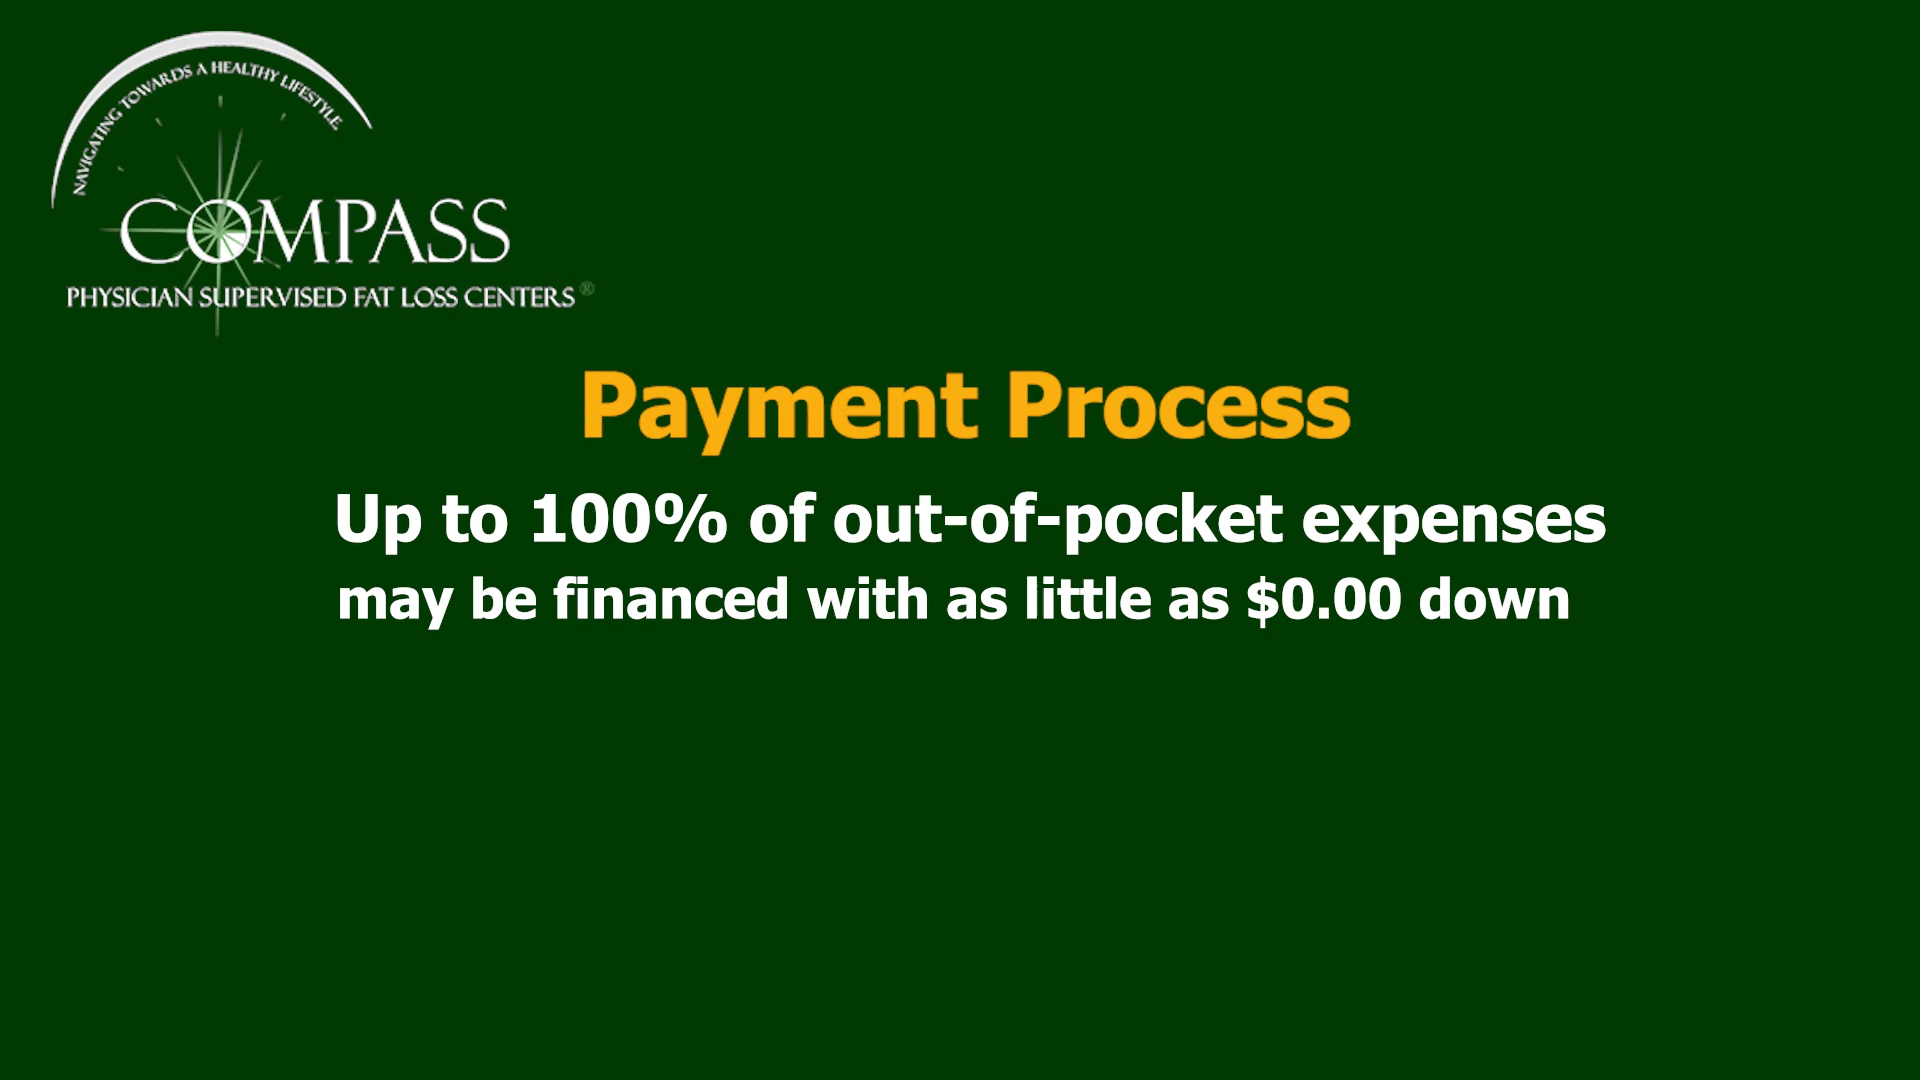 NAVIGATING TOWARDS A HEALTHY LIFESTYLE
COMPASS
PHYSICIAN SUPERVISED FAT LOSS CENTERS ®
Payment Process
Up to 100% of out-of-pocket expenses
may be financed with as little as $0.00 down